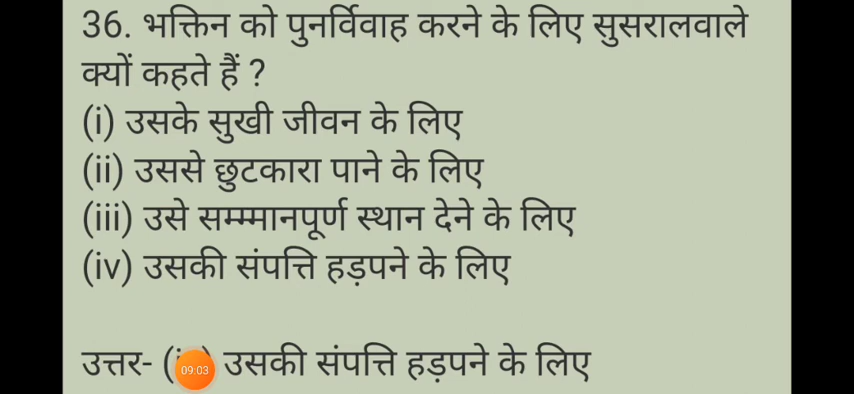 36. भक्तिन को पुनर्विवाह करने के लिए सुसरालवाले
क्यों कहते हैं ?
(i) उसके सुखी जीवन के लिए
(ii) उससे छुटकारा पाने के लिए
(iii) उसे सम्म्मानपूर्ण स्थान देने के लिए
(iv) उसकी संपत्ति हड़पने के लिए
उत्तर- ( 09:03 उसकी संपत्ति हड़पने के लिए